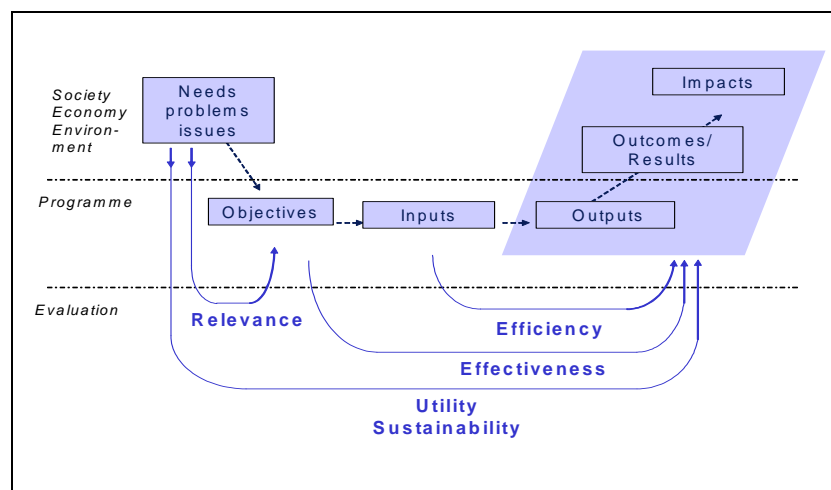 Society
Economy
Environ-
ment
Needs
problems
issues
Impacts
Outcomes/
Results
Programme
Objectives
Inputs
Outputs
Evaluation
Relevance
Efficiency
Effectiveness
Utility
Sustainability